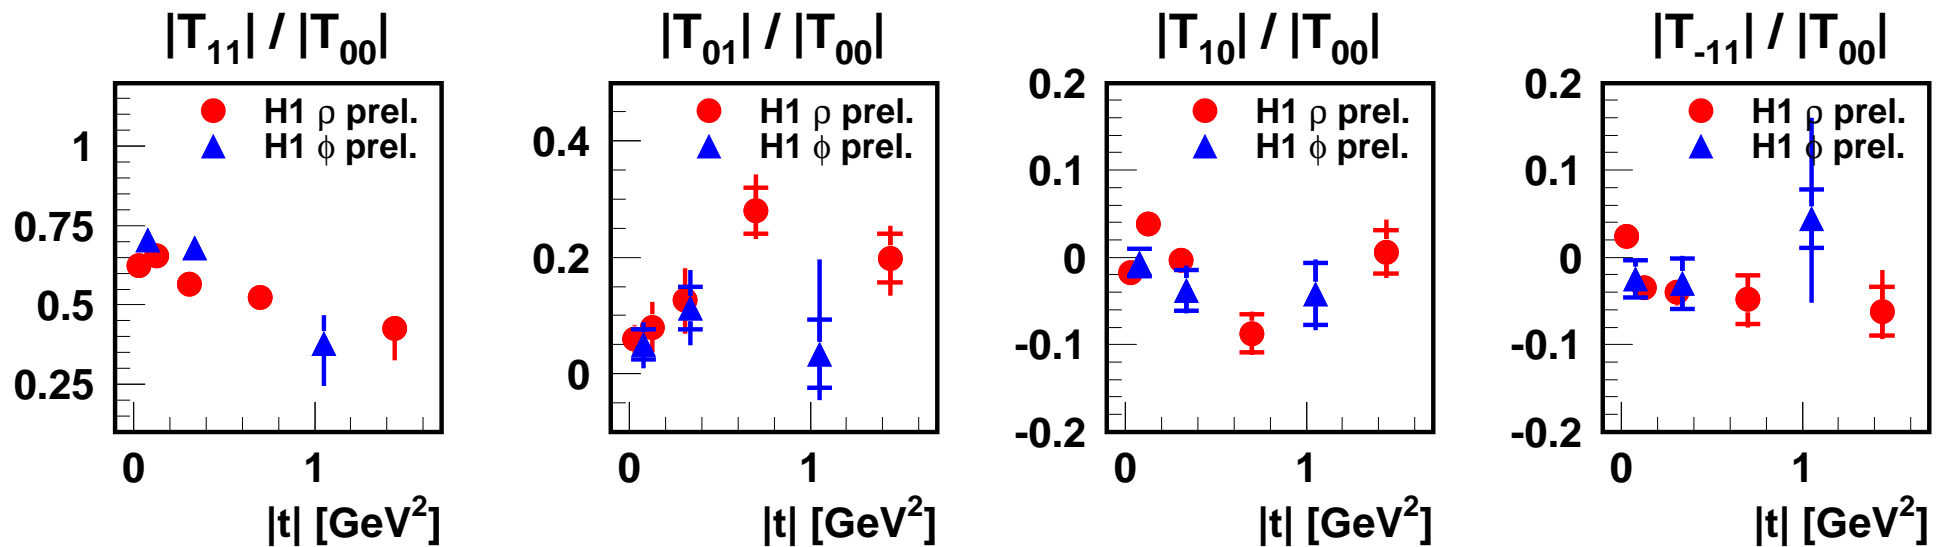 |T₁₁| / |T₀₀|
H1 ρ prel.
H1 ϕ prel.
1
0.75
0.5
0.25
0 1
|t| [GeV²]
|T₀₁| / |T₀₀|
H1 ρ prel.
H1 ϕ prel.
0.4
0.2
0
0 1
|t| [GeV²]
|T₁₀| / |T₀₀|
H1 ρ prel.
H1 ϕ prel.
0.2
0.1
0
-0.1
-0.2
0 1
|t| [GeV²]
|T₋₁₁| / |T₀₀|
H1 ρ prel.
H1 ϕ prel.
0.2
0.1
0
-0.1
-0.2
0 1
|t| [GeV²]